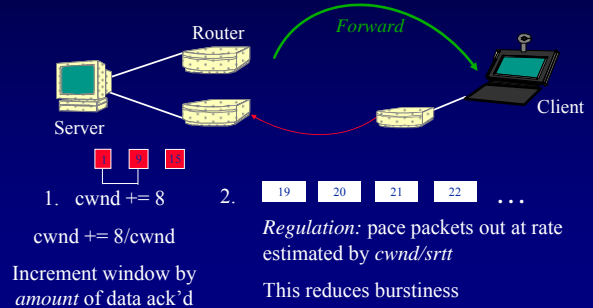 Router
Forward
Client
Server
1 9 15
1. cwnd += 8
cwnd += 8/cwnd
Increment window by
amount of data ack'd
2. 19 20 21 22 ...
Regulation: pace packets out at rate
estimated by cwnd/srtt
This reduces burstiness